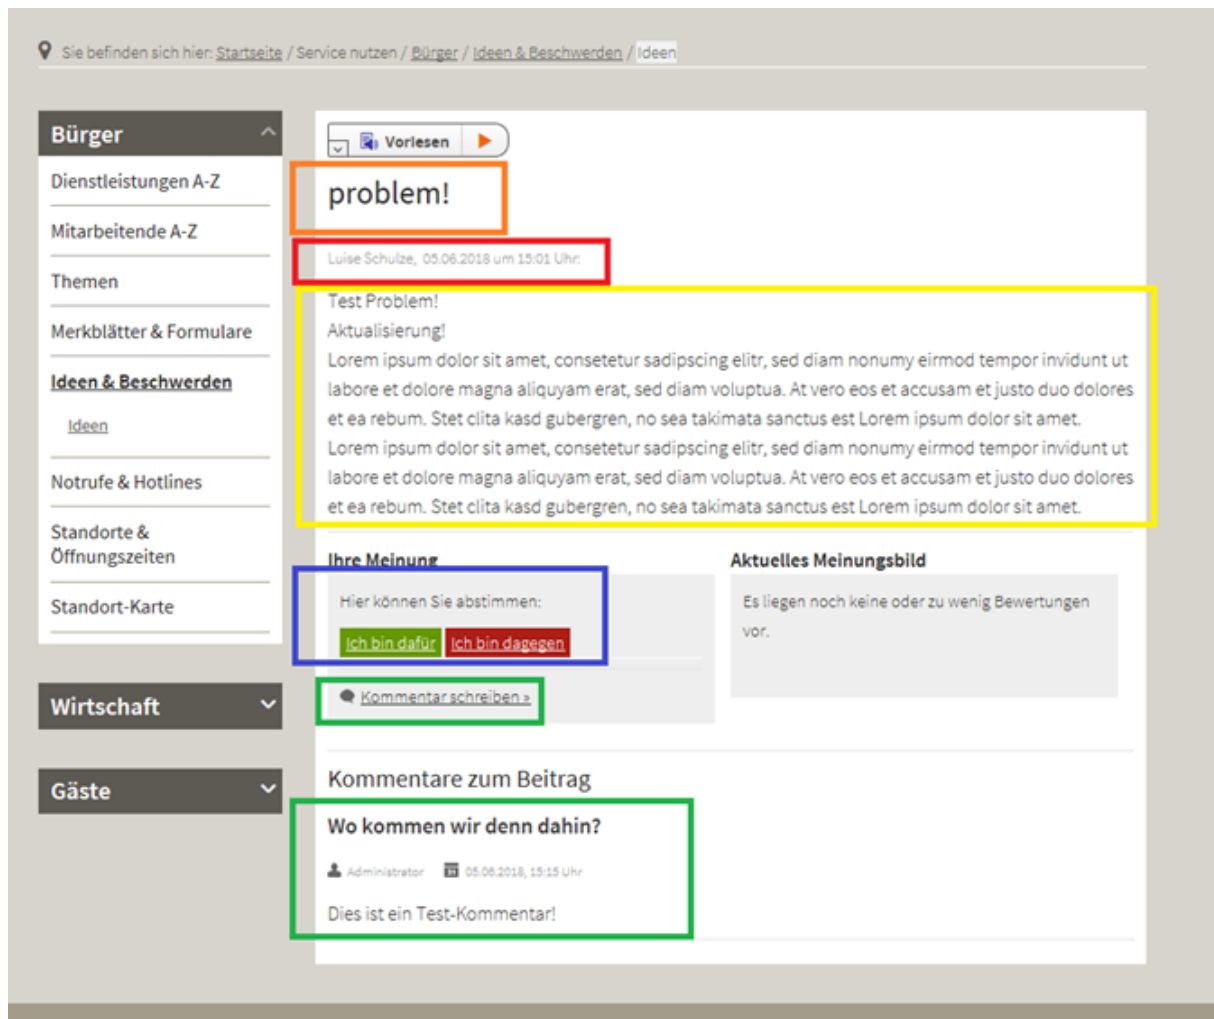 Sie befinden sich hier: Startseite / Service nutzen / Bürger / Ideen & Beschwerden / Ideen
Bürger
Dienstleistungen A-Z
Mitarbeitende A-Z
Themen
Merkblätter & Formulare
Ideen & Beschwerden
Ideen
Notrufe & Hotlines
Standorte &
Öffnungszeiten
Standort-Karte
Wirtschaft
Gäste
Vorlesen
problem!
Luise Schulze, 05.06.2018 um 15:01 Uhr:
Test Problem!
Aktualisierung!
Lorem ipsum dolor sit amet, consetetur sadipscing elitr, sed diam nonumy eirmod tempor invidunt ut
labore et dolore magna aliquyam erat, sed diam voluptua. At vero eos et accusam et justo duo dolores
et ea rebum. Stet clita kasd gubergren, no sea takimata sanctus est Lorem ipsum dolor sit amet.
Lorem ipsum dolor sit amet, consetetur sadipscing elitr, sed diam nonumy eirmod tempor invidunt ut
labore et dolore magna aliquyam erat, sed diam voluptua. At vero eos et accusam et justo duo dolores
et ea rebum. Stet clita kasd gubergren, no sea takimata sanctus est Lorem ipsum dolor sit amet.
Ihre Meinung
Hier können Sie abstimmen:
Ich bin dafür Ich bin dagegen
Kommentar schreiben »
Aktuelles Meinungsbild
Es liegen noch keine oder zu wenig Bewertungen
vor.
Kommentare zum Beitrag
Wo kommen wir denn dahin?
Administrator 05.06.2018, 15:15 Uhr
Dies ist ein Test-Kommentar!